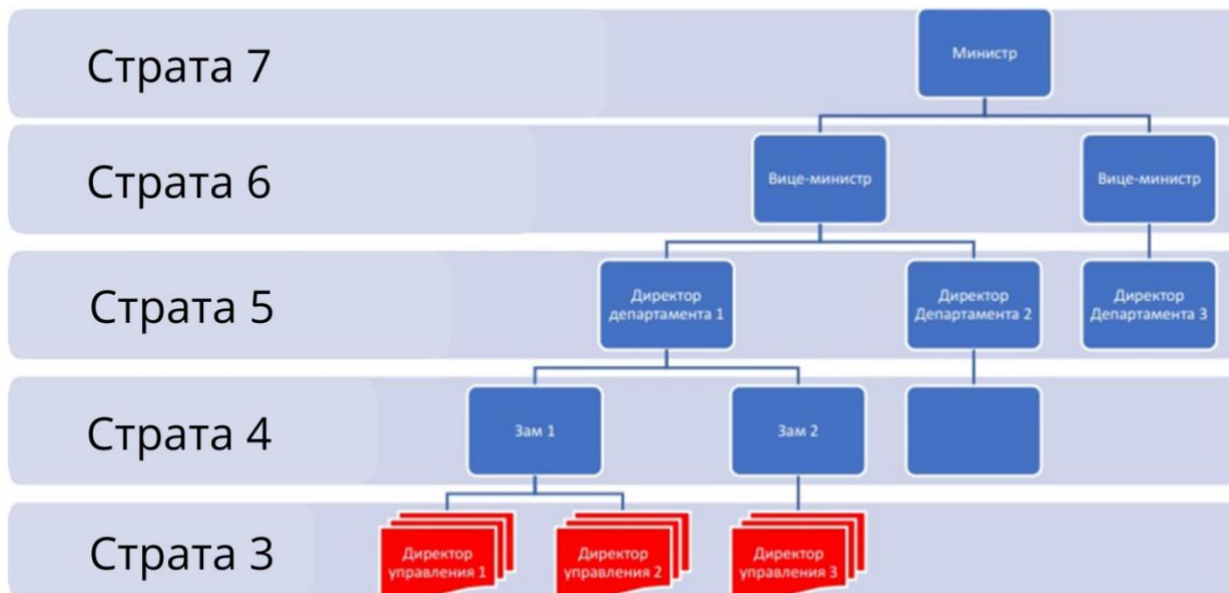 Страта 7
Министр
Страта 6
Вице-министр
Вице-министр
Страта 5
Директор
департамента 1
Директор
Департамента 2
Директор
Департамента 3
Страта 4
Зам 1
Зам 2
Страта 3
Директор
управления 1
Директор
управления 2
Директор
управления 3